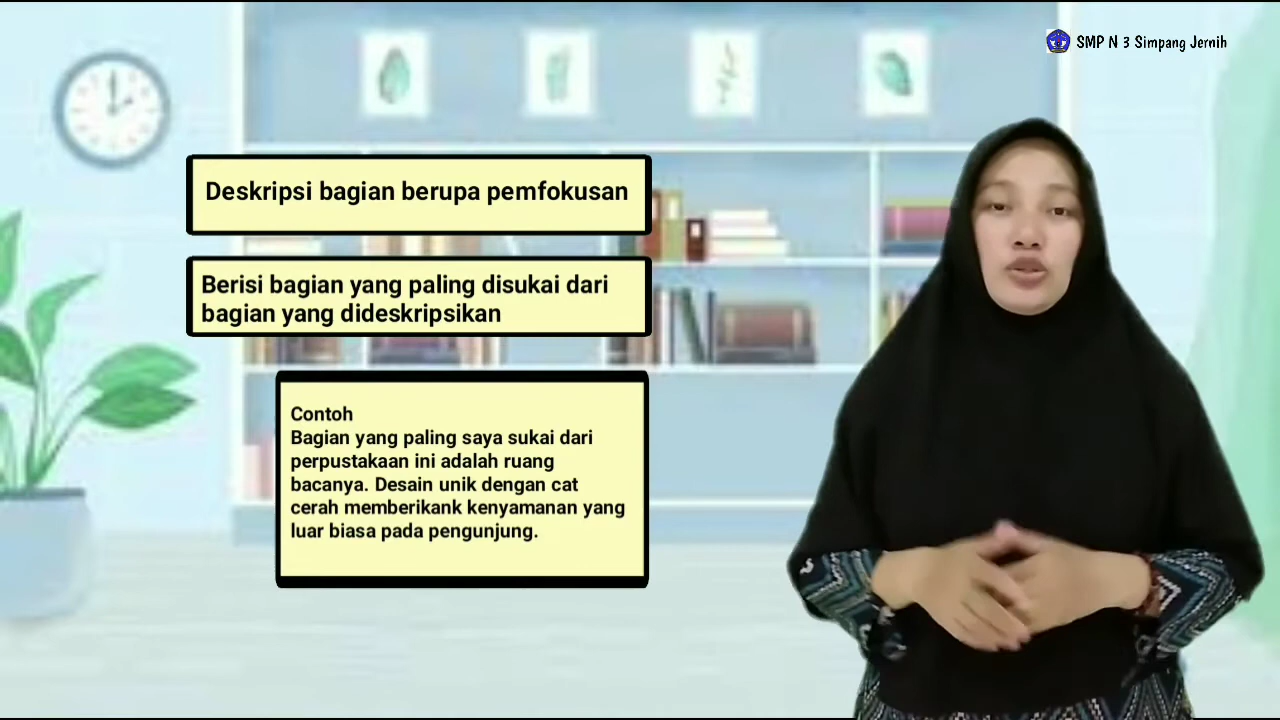 SMP N 3 Simpang Jernih
Deskripsi bagian berupa pemfokusan
Berisi bagian yang paling disukai dari
bagian yang dideskripsikan
Contoh
Bagian yang paling saya sukai dari
perpustakaan ini adalah ruang
bacanya. Desain unik dengan cat
cerah memberikank kenyamanan yang
luar biasa pada pengunjung.